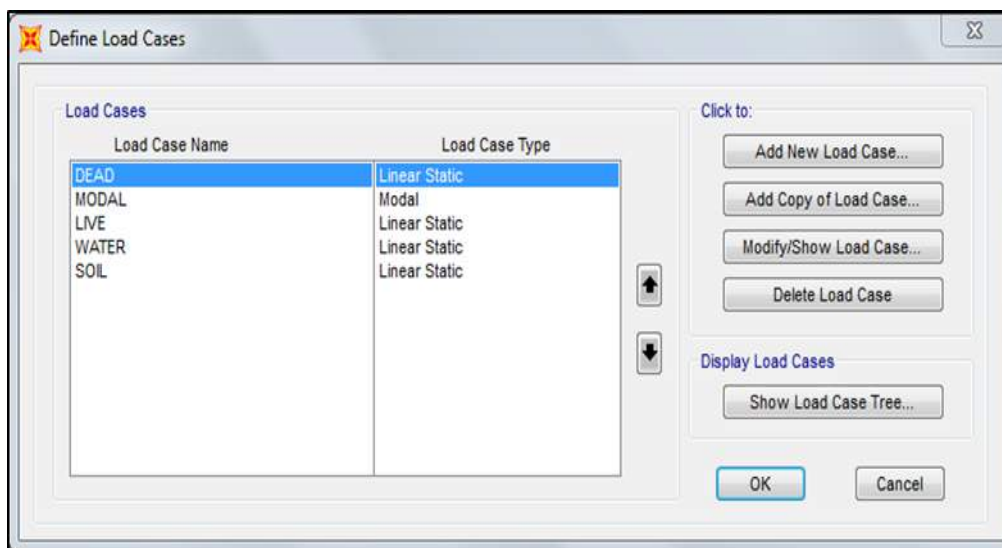 Define Load Cases
Load Cases
Load Case Name Load Case Type
DEAD Linear Static
MODAL Modal
LIVE Linear Static
WATER Linear Static
SOIL Linear Static
Click to:
Add New Load Case...
Add Copy of Load Case...
Modify/Show Load Case...
Delete Load Case
Display Load Cases
Show Load Case Tree...
OK Cancel